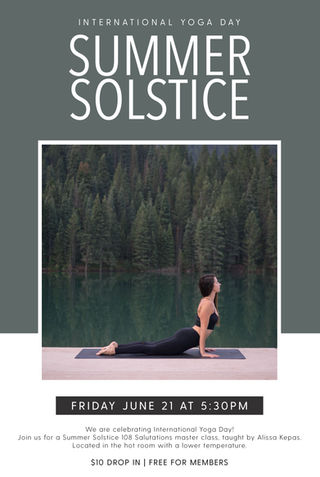 INTERNATIONAL YOGA DAY
SUMMER
SOLSTICE
FRIDAY JUNE 21 AT 5:30PM
We are celebrating International Yoga Day!
Join us for a Summer Solstice 108 Salutations master class, taught by Alissa Kepas.
Located in the hot room with a lower temperature.
$10 DROP IN | FREE FOR MEMBERS